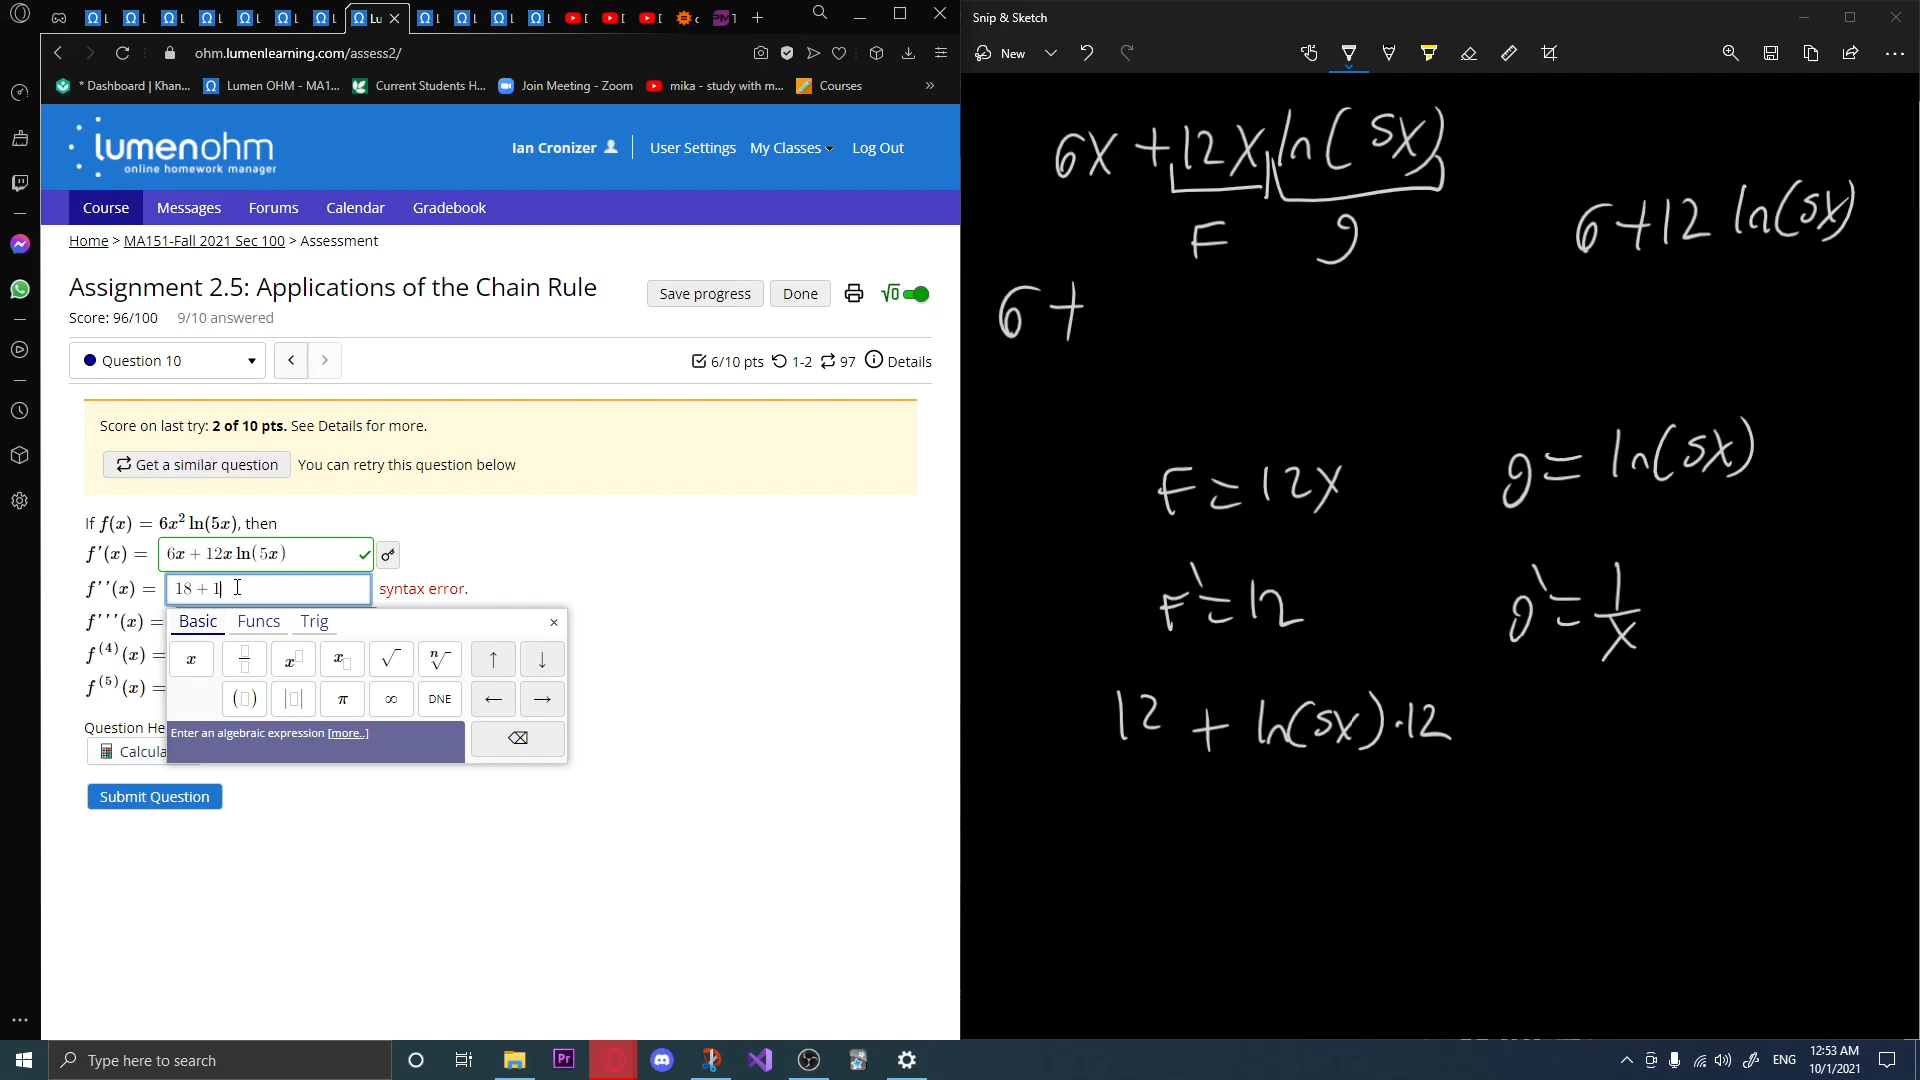 Lu
Snip & Sketch
ohm.lumenlearning.com/assess2/
New
* Dashboard | Khan...
Lumen OHM - MA1...
Current Students H...
Join Meeting - Zoom
mika - study with m...
Courses
»
lumenohm
online homework manager
Ian Cronizer
User Settings
My Classes
Log Out
Course
Messages
Forums
Calendar
Gradebook
Home > MA151-Fall 2021 Sec 100 > Assessment
Assignment 2.5: Applications of the Chain Rule
Save progress
Done
√0
Score: 96/100
9/10 answered
Question 10
<
>
6/10 pts
1-2
97
Details
Score on last try: 2 of 10 pts. See Details for more.
Get a similar question
You can retry this question below
If f(x) = 6x² ln(5x), then
f'(x) = 6x + 12x ln(5x)
f''(x) = 18 + 1
syntax error.
f'''(x) =
f⁽⁴⁾(x) =
f⁽⁵⁾(x) =
Basic
Funcs
Trig
×
x
x
x
√
n√
↑
↓
()
||
π
∞
DNE
←
→
Enter an algebraic expression [more..]
Question He
Calcula
Submit Question
6x + 12x ln(5x)
F g
6 + 12 ln(5x)
6 +
F = 12x
g = ln(5x)
F' = 12
g' = 1/x
12 + ln(5x) · 12
Type here to search
Pr
ENG
12:53 AM
10/1/2021